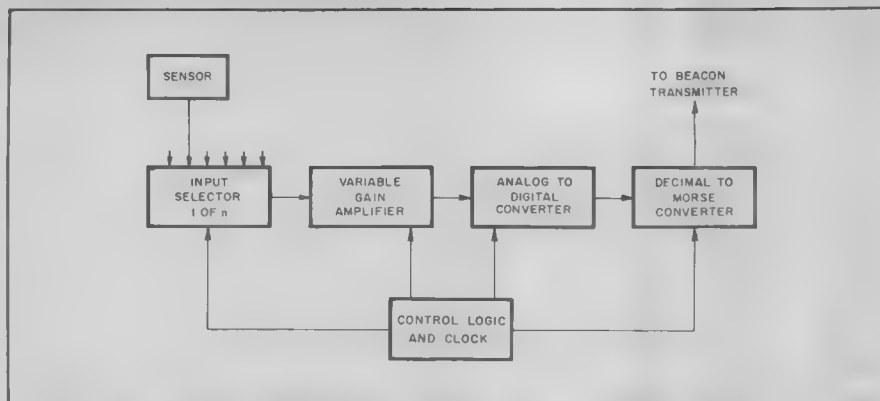 SENSOR
TO BEACON
TRANSMITTER
INPUT
SELECTOR
1 OF n
VARIABLE
GAIN
AMPLIFIER
ANALOG TO
DIGITAL
CONVERTER
DECIMAL TO
MORSE
CONVERTER
CONTROL LOGIC
AND CLOCK